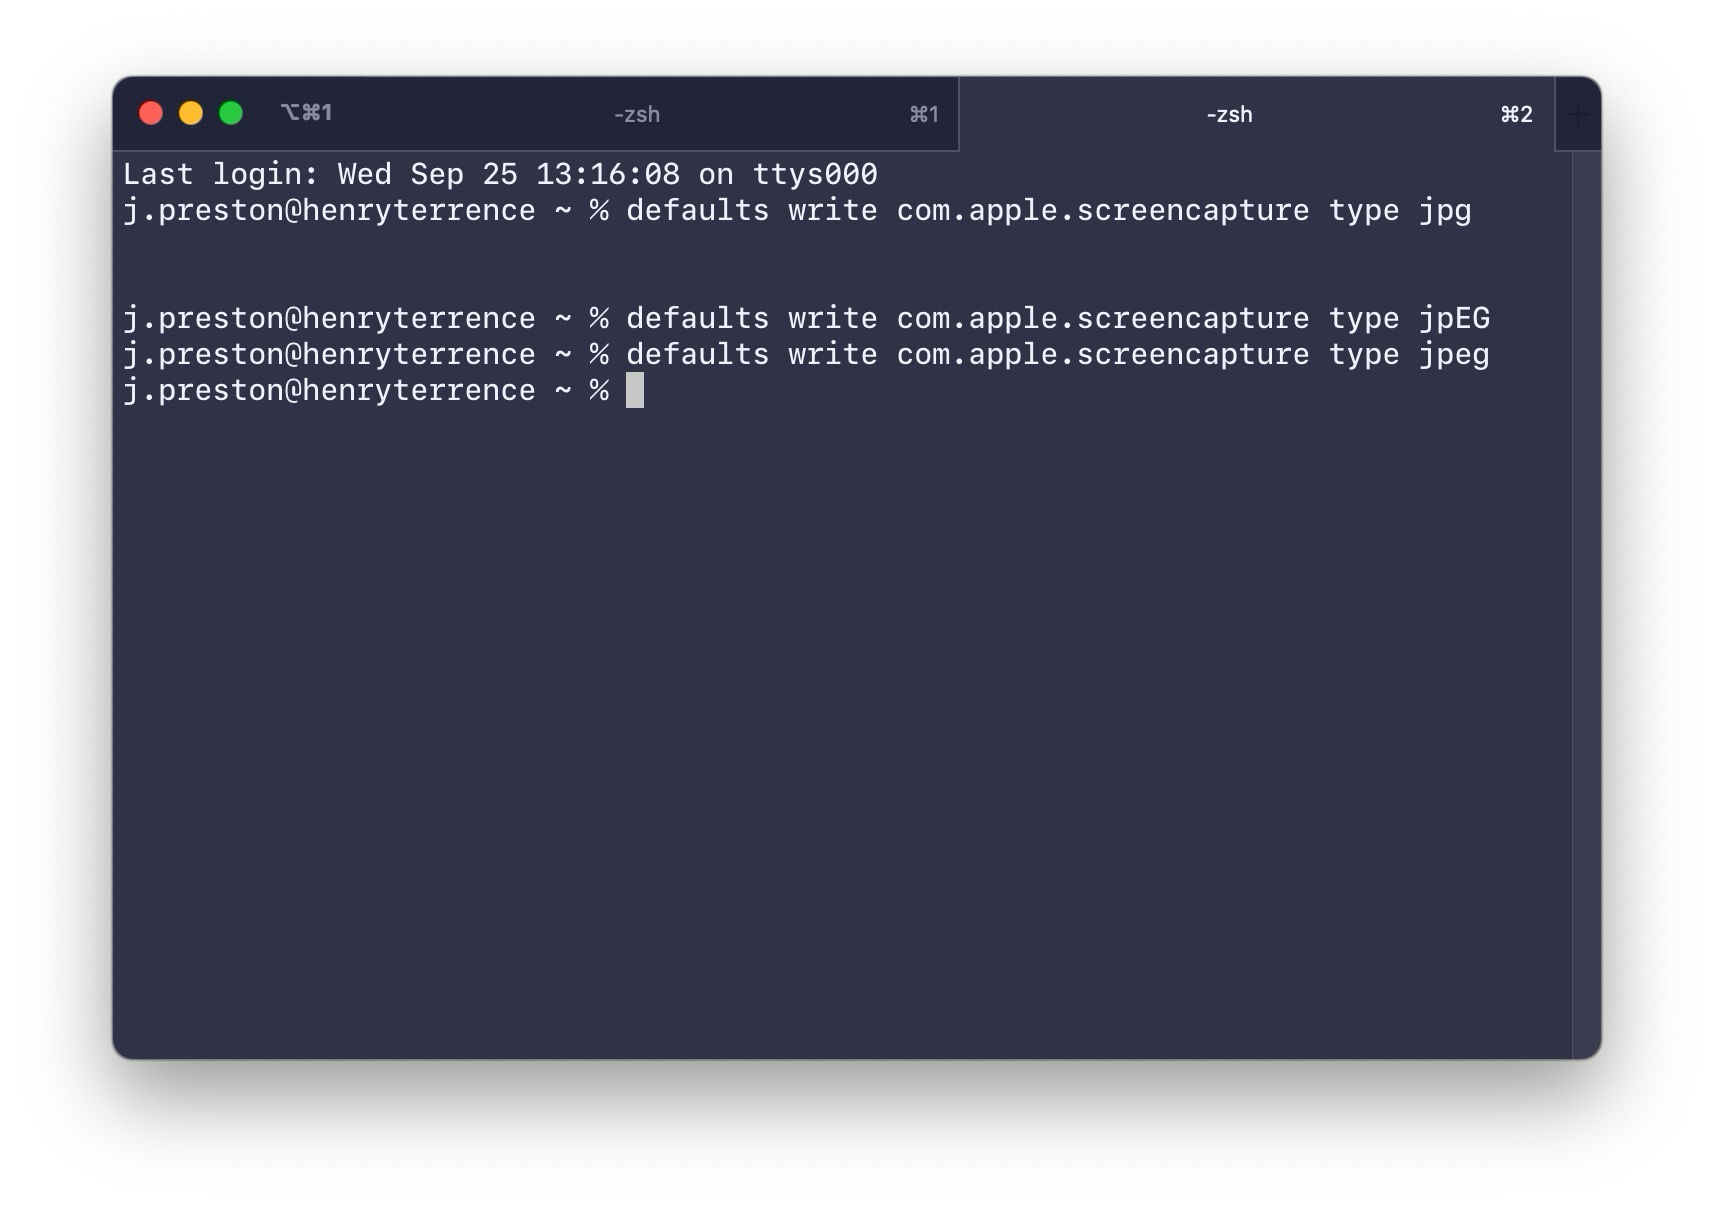 ⌥⌘1 -zsh ⌘1 -zsh ⌘2 +
Last login: Wed Sep 25 13:16:08 on ttys000
j.preston@henryterrence ~ % defaults write com.apple.screencapture type jpg
j.preston@henryterrence ~ % defaults write com.apple.screencapture type jpEG
j.preston@henryterrence ~ % defaults write com.apple.screencapture type jpeg
j.preston@henryterrence ~ %